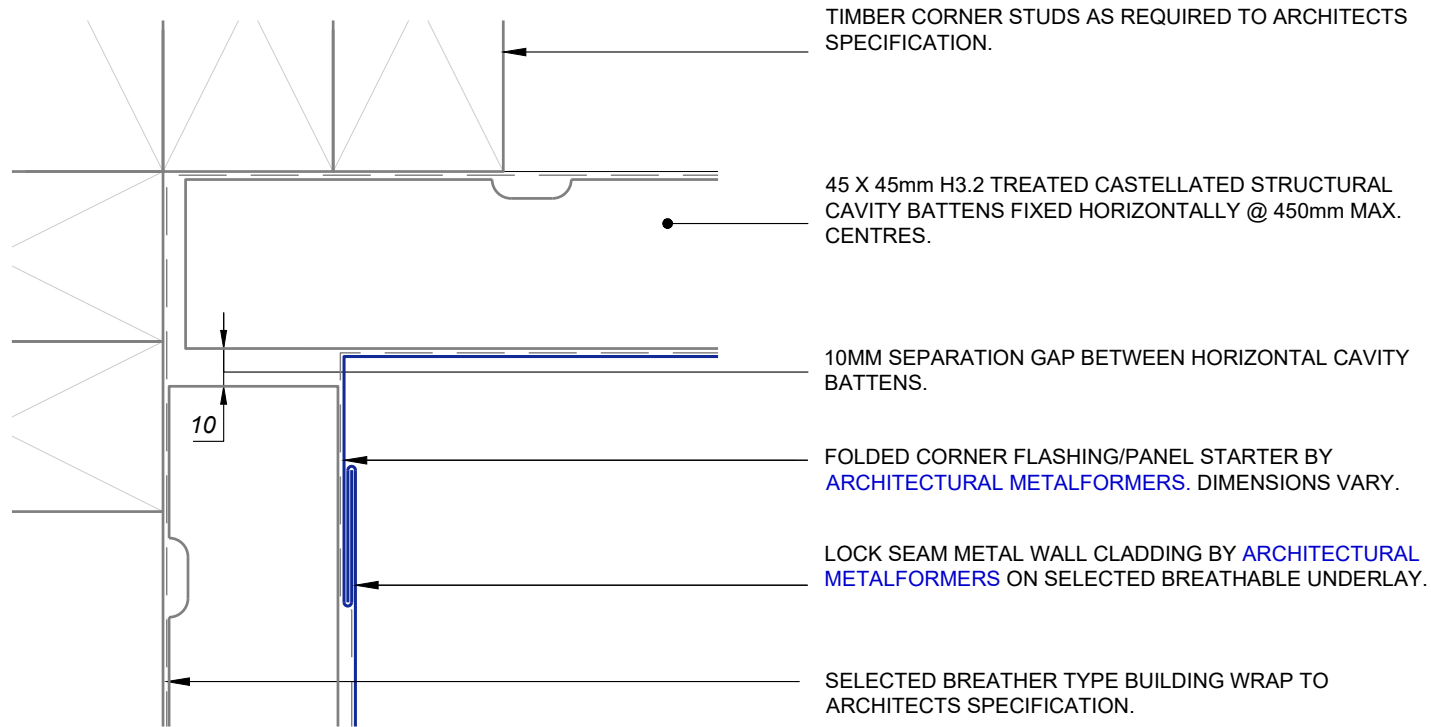 TIMBER CORNER STUDS AS REQUIRED TO ARCHITECTS
SPECIFICATION.
45 X 45mm H3.2 TREATED CASTELLATED STRUCTURAL
CAVITY BATTENS FIXED HORIZONTALLY @ 450mm MAX.
CENTRES.
10MM SEPARATION GAP BETWEEN HORIZONTAL CAVITY
BATTENS.
10
FOLDED CORNER FLASHING/PANEL STARTER BY
ARCHITECTURAL METALFORMERS. DIMENSIONS VARY.
LOCK SEAM METAL WALL CLADDING BY ARCHITECTURAL
METALFORMERS ON SELECTED BREATHABLE UNDERLAY.
SELECTED BREATHER TYPE BUILDING WRAP TO
ARCHITECTS SPECIFICATION.